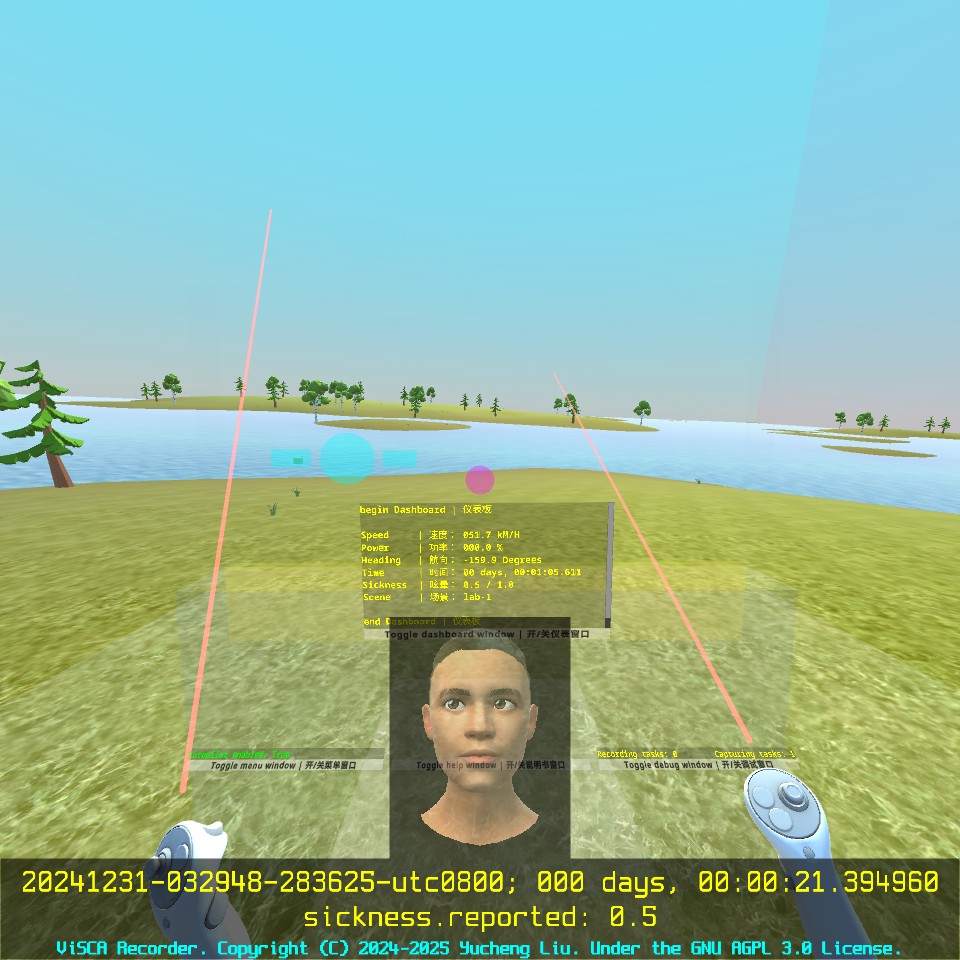 begin Dashboard | 仪表板
Speed | 速度: 051.7 kM/H
Power | 功率: 000.0 %
Heading | 航向: -159.9 Degrees
Time | 时间: 00 days, 00:01:05.611
Sickness | 眩晕: 0.5 / 1.0
Scene | 场景: lab-1
end Dashboard | 仪表板
Toggle dashboard window | 开/关仪表窗口
enabled: True
Recording tasks: 0 Capturing tasks: 1
Toggle menu window | 开/关菜单窗口
Toggle help window | 开/关说明书窗口
Toggle debug window | 开/关调试窗口
20241231-032948-283625-utc0800; 000 days, 00:00:21.394960
sickness.reported: 0.5
ViSCA Recorder. Copyright (C) 2024-2025 Yucheng Liu. Under the GNU AGPL 3.0 License.